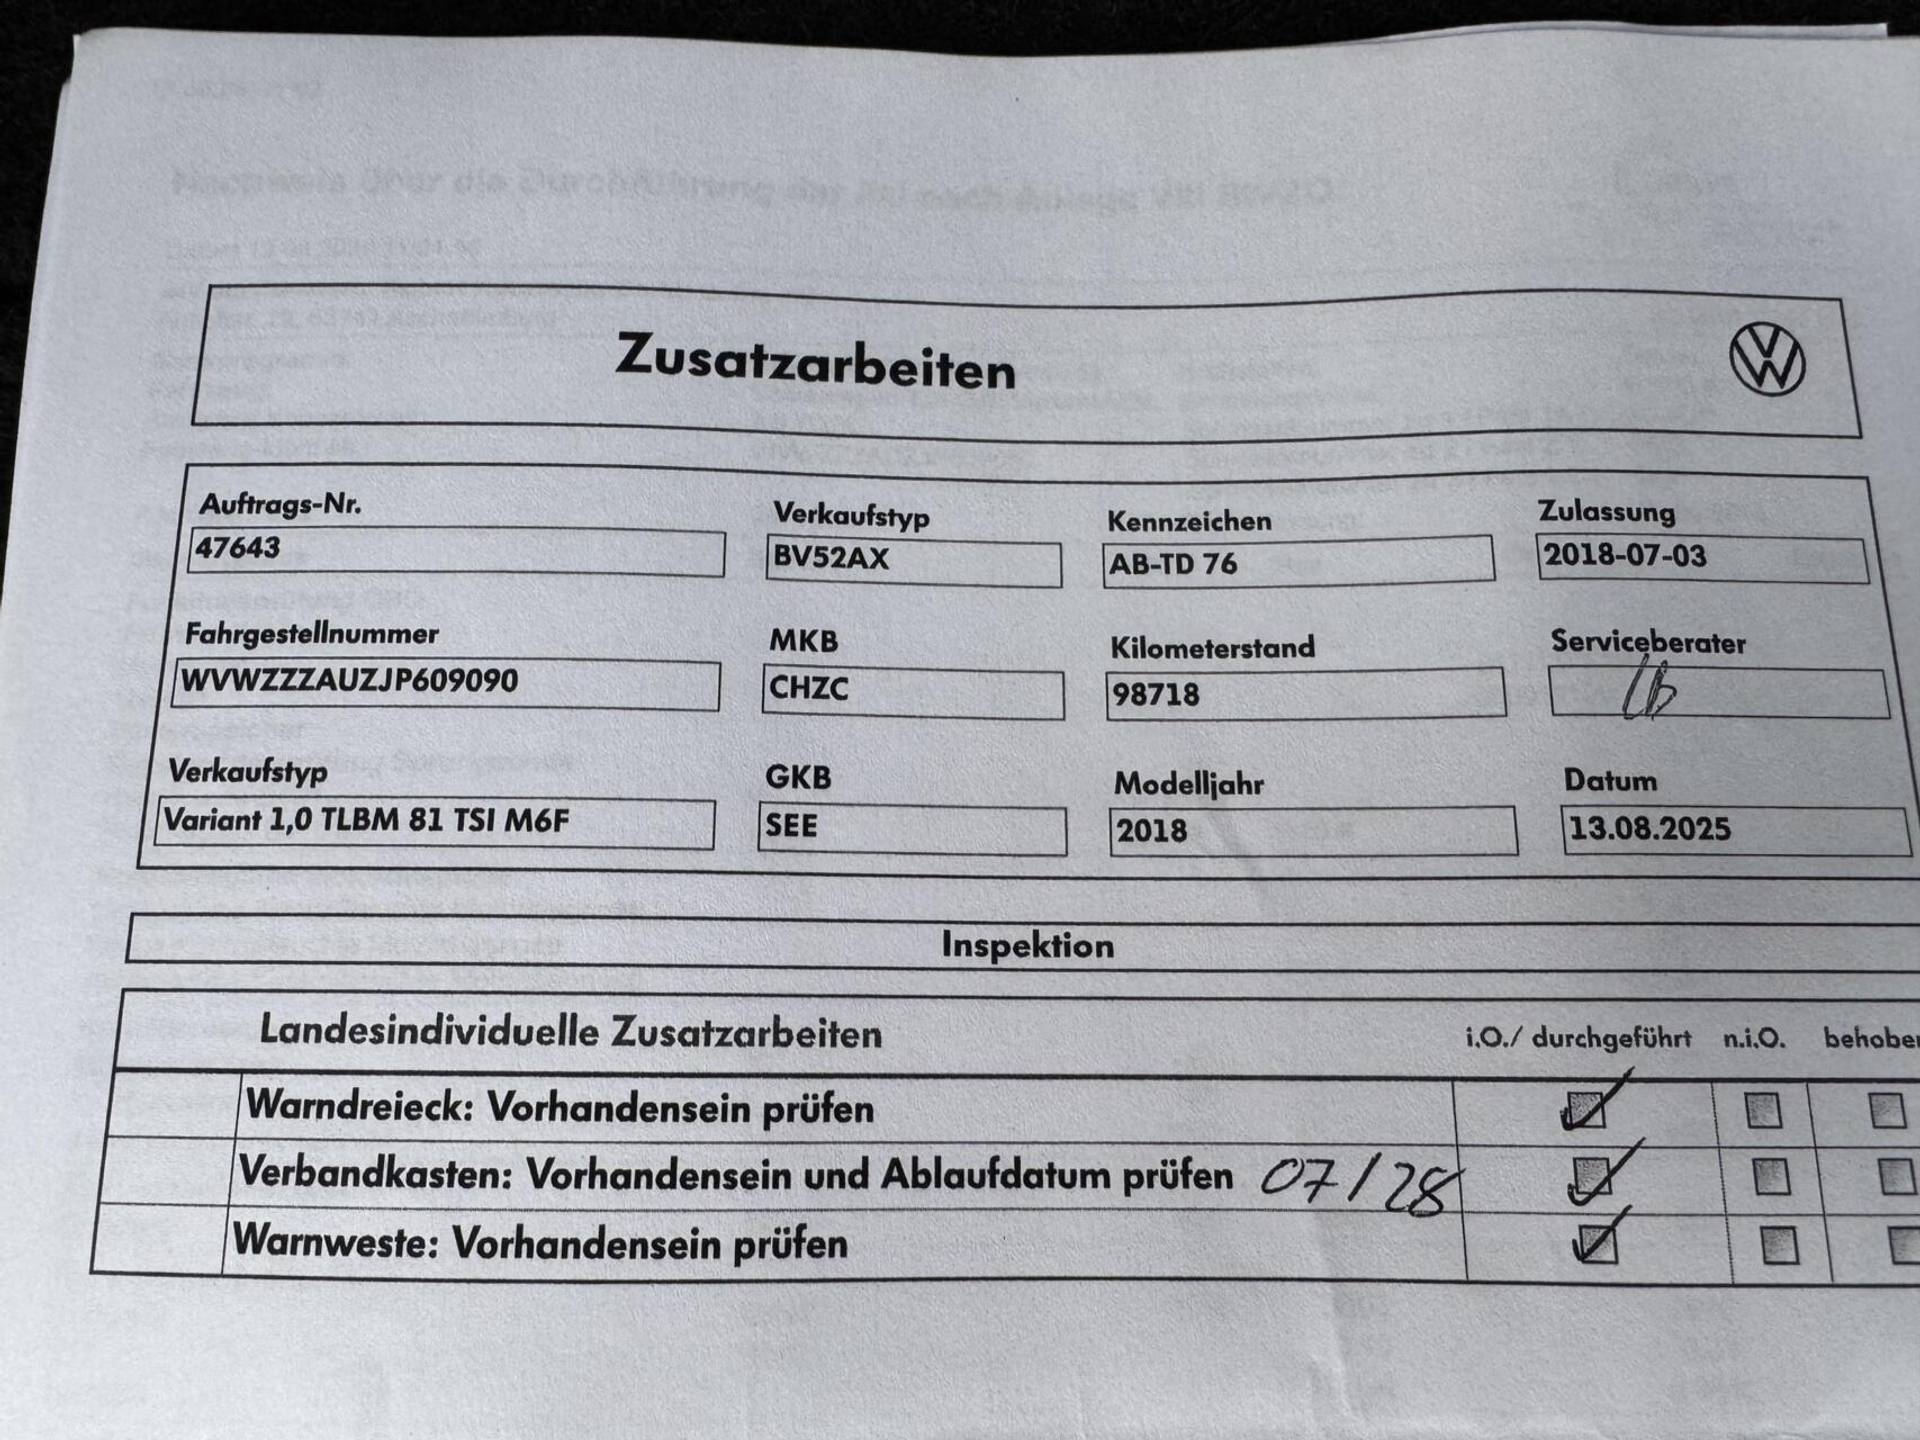 Zusatzarbeiten
Auftrags-Nr. Verkaufstyp Kennzeichen Zulassung
47643 BV52AX AB-TD 76 2018-07-03
Fahrgestellnummer MKB Kilometerstand Serviceberater
WVWZZZAUZJP609090 CHZC 98718
Verkaufstyp GKB Modelljahr Datum
Variant 1,0 TLBM 81 TSI M6F SEE 2018 13.08.2025
Inspektion
Landesindividuelle Zusatzarbeiten i.O./ durchgeführt n.i.O. behoben
Warndreieck: Vorhandensein prüfen
Verbandkasten: Vorhandensein und Ablaufdatum prüfen 07/28
Warnweste: Vorhandensein prüfen